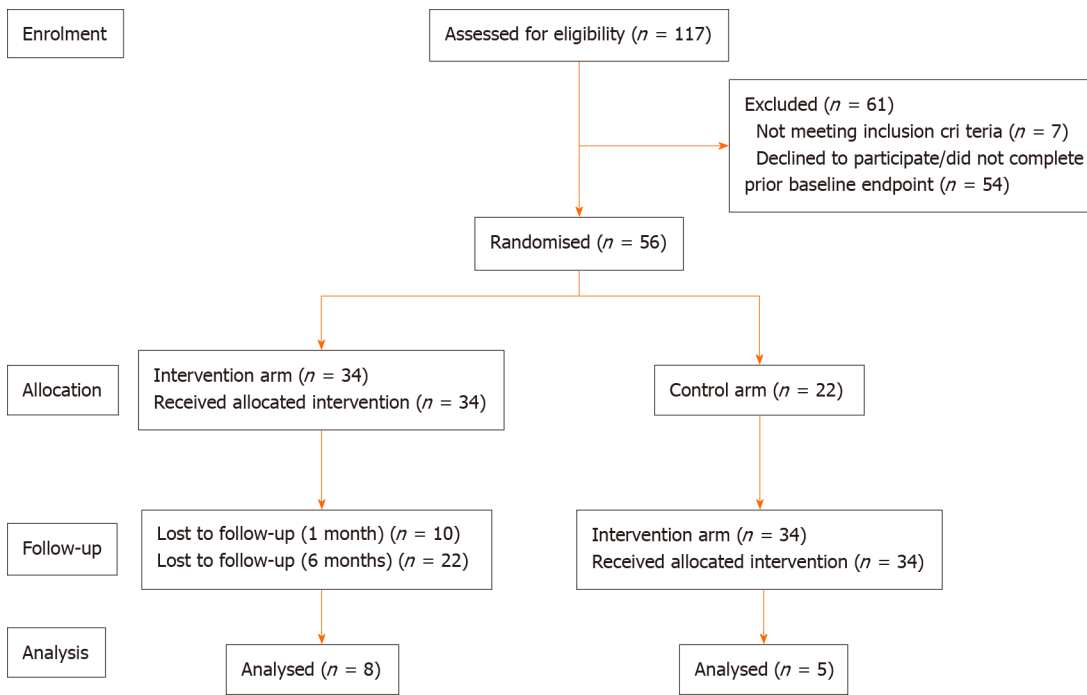 Enrolment
Assessed for eligibility (n = 117)
Excluded (n = 61)
Not meeting inclusion cri teria (n = 7)
Declined to participate/did not complete
prior baseline endpoint (n = 54)
Randomised (n = 56)
Allocation
Intervention arm (n = 34)
Received allocated intervention (n = 34)
Control arm (n = 22)
Follow-up
Lost to follow-up (1 month) (n = 10)
Lost to follow-up (6 months) (n = 22)
Intervention arm (n = 34)
Received allocated intervention (n = 34)
Analysis
Analysed (n = 8)
Analysed (n = 5)